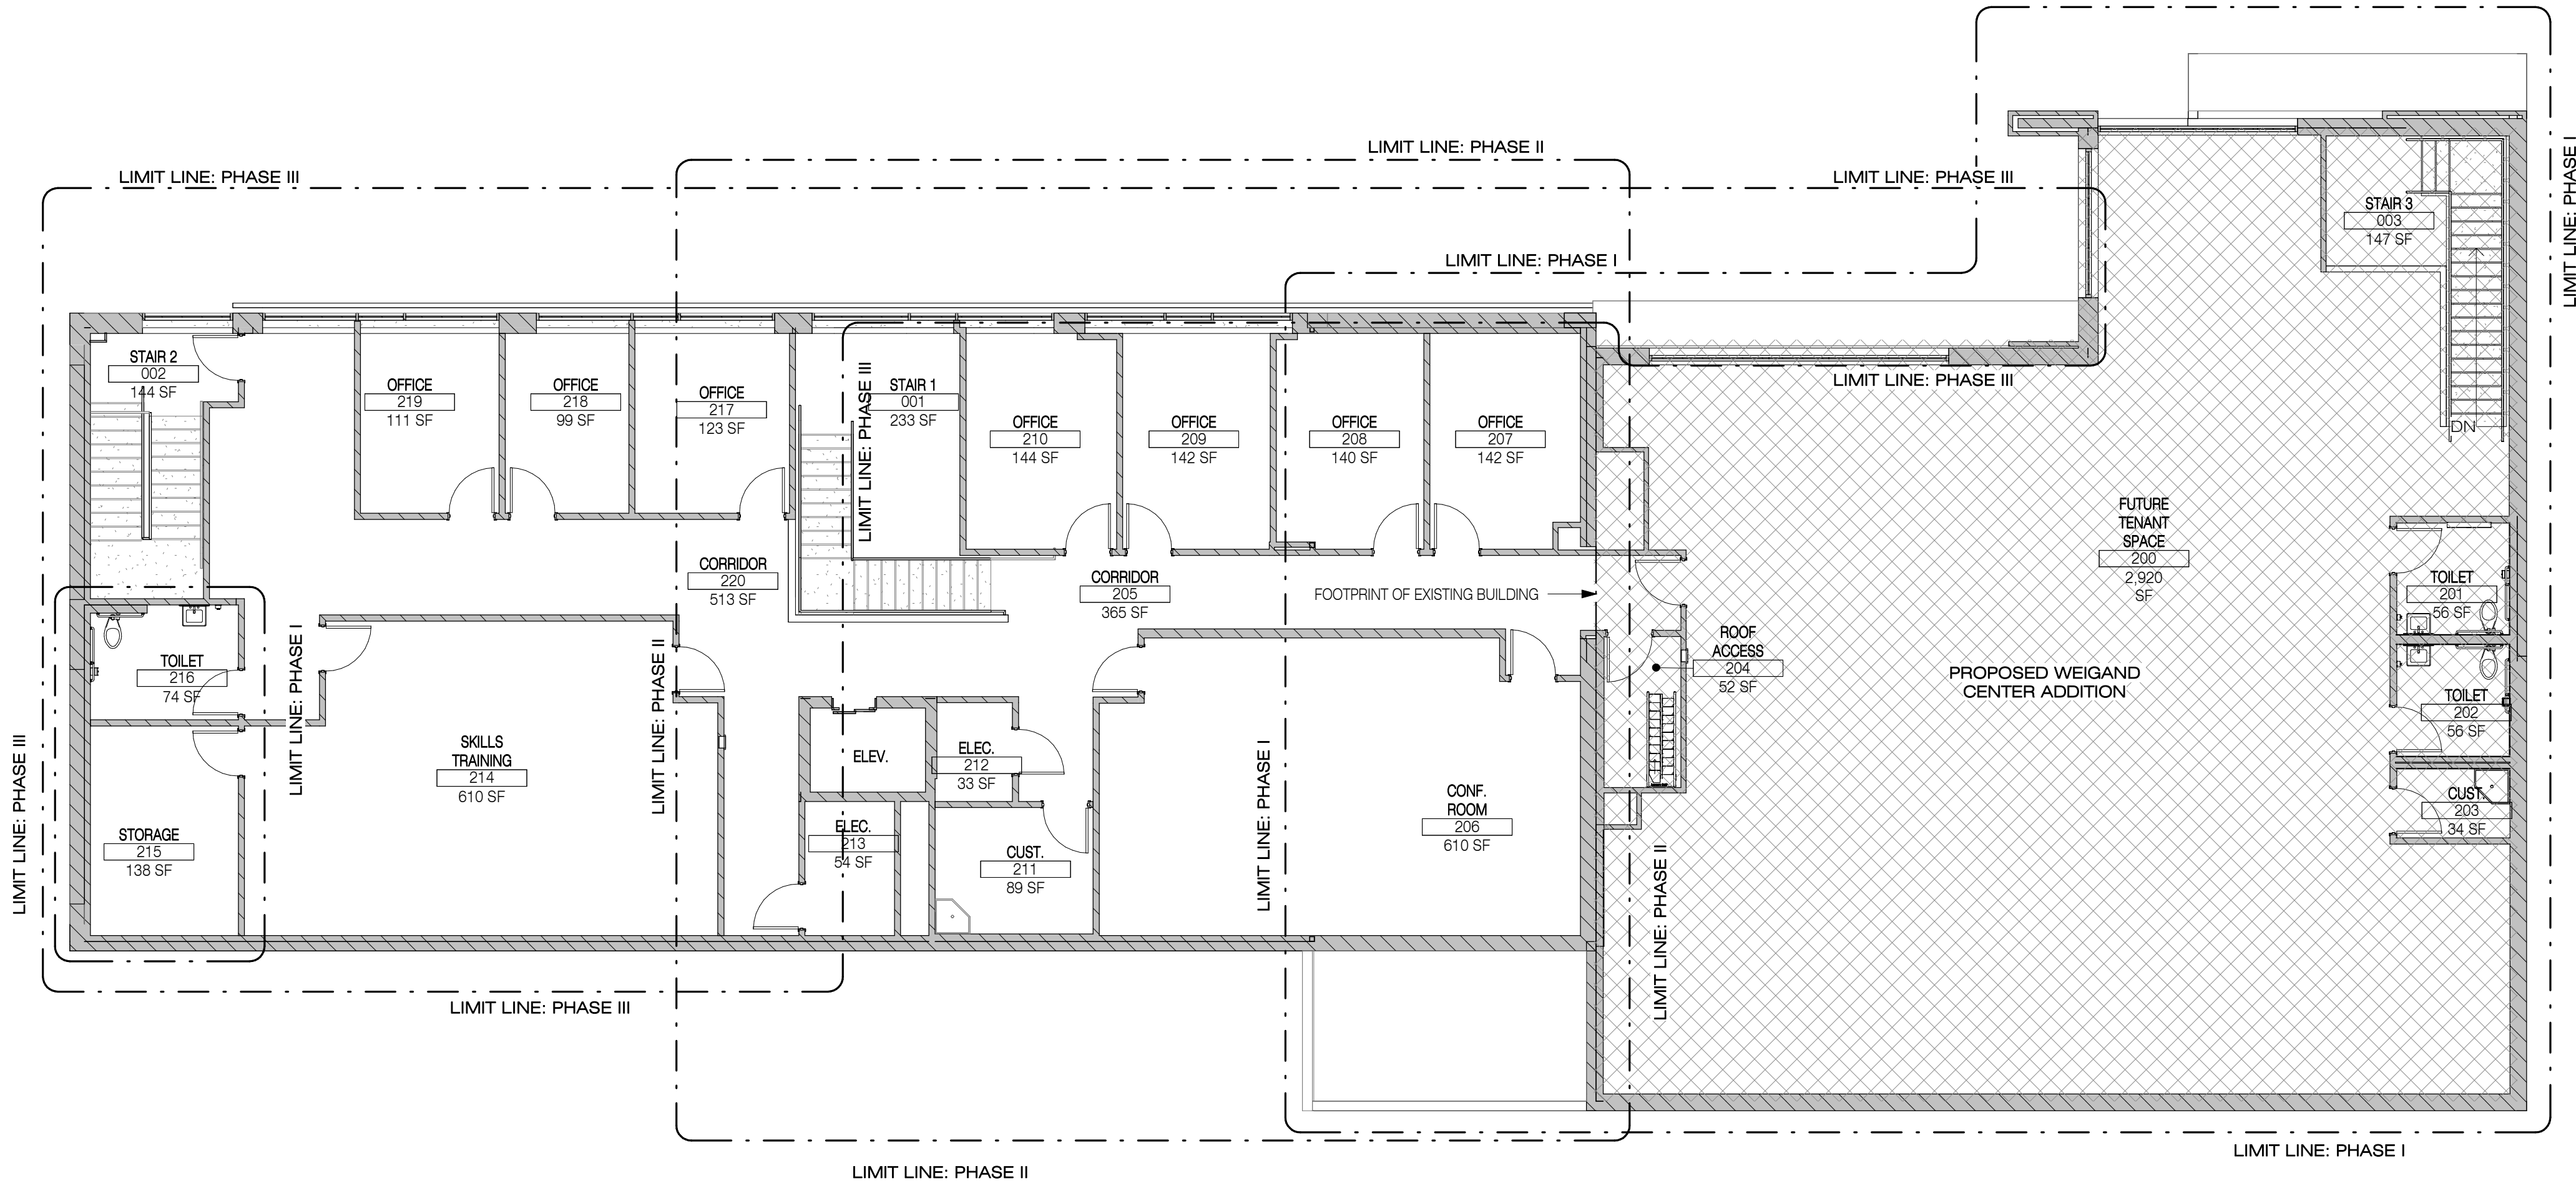 LIMIT LINE: PHASE II
LIMIT LINE: PHASE III
LIMIT LINE: PHASE III
LIMIT LINE: PHASE I
LIMIT LINE: PHASE I
STAIR 3
003
147 SF
STAIR 2
002
144 SF
OFFICE
219
111 SF
OFFICE
218
99 SF
OFFICE
217
123 SF
LIMIT LINE: PHASE III
STAIR 1
001
233 SF
OFFICE
210
144 SF
OFFICE
209
142 SF
OFFICE
208
140 SF
OFFICE
207
142 SF
LIMIT LINE: PHASE III
DN
FUTURE
TENANT
SPACE
200
2,920
SF
CORRIDOR
220
513 SF
CORRIDOR
205
365 SF
FOOTPRINT OF EXISTING BUILDING
TOILET
201
56 SF
TOILET
216
74 SF
LIMIT LINE: PHASE I
LIMIT LINE: PHASE II
ROOF
ACCESS
204
52 SF
PROPOSED WEIGAND
CENTER ADDITION
TOILET
202
56 SF
LIMIT LINE: PHASE III
SKILLS
TRAINING
214
610 SF
ELEV.
ELEC.
212
33 SF
LIMIT LINE: PHASE I
CONF.
ROOM
206
610 SF
CUST.
203
34 SF
STORAGE
215
138 SF
ELEC.
213
54 SF
CUST.
211
89 SF
LIMIT LINE: PHASE II
LIMIT LINE: PHASE III
LIMIT LINE: PHASE I
LIMIT LINE: PHASE II